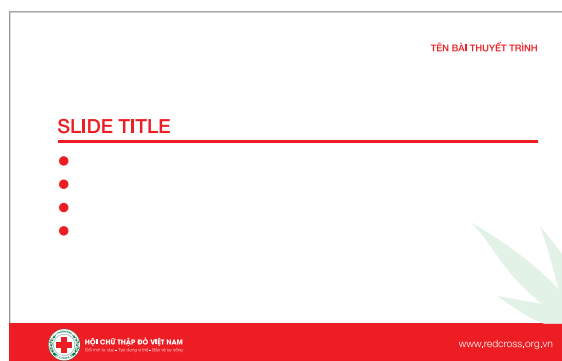 TÊN BÀI THUYẾT TRÌNH
SLIDE TITLE
HỘI CHỮ THẬP ĐỎ VIỆT NAM
www.redcross.org.vn